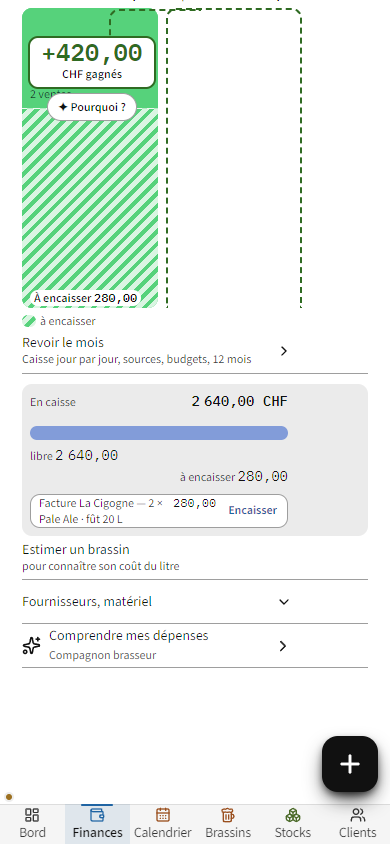 +420,00
CHF gagnés
2 ventes
✦ Pourquoi ?
À encaisser 280,00
à encaisser
Revoir le mois
Caisse jour par jour, sources, budgets, 12 mois
En caisse 2 640,00 CHF
libre 2 640,00
à encaisser 280,00
Facture La Cigogne — 2 × 280,00 Encaisser
Pale Ale · fût 20 L
Estimer un brassin
pour connaître son coût du litre
Fournisseurs, matériel
Comprendre mes dépenses
Compagnon brasseur
Bord Finances Calendrier Brassins Stocks Clients